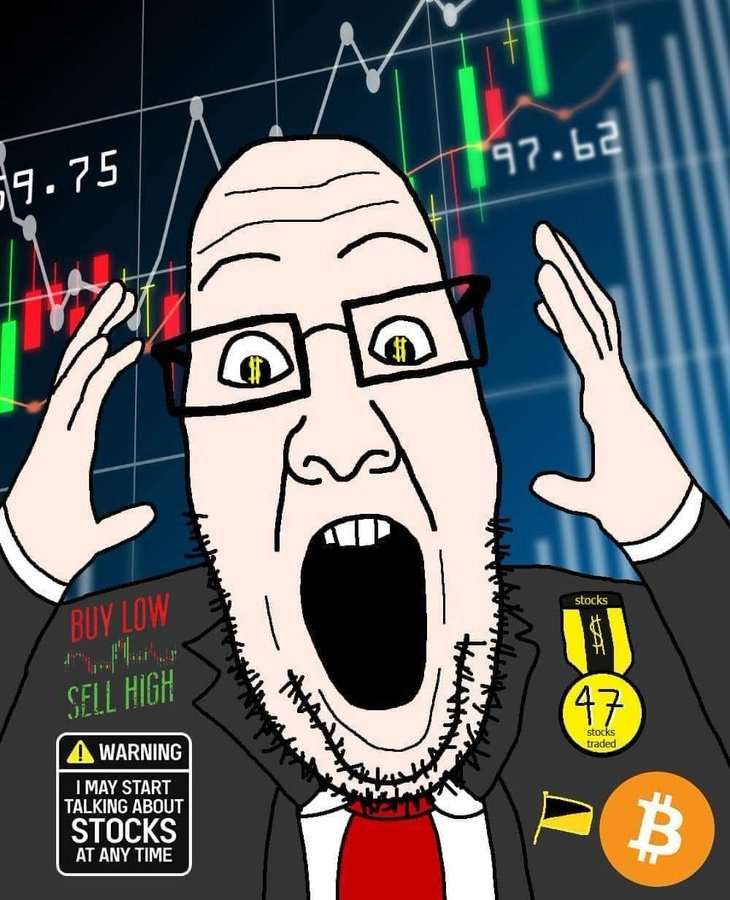 59.75
97.62
$ $
BUY LOW
SELL HIGH
WARNING
I MAY START
TALKING ABOUT
STOCKS
AT ANY TIME
stocks
$
47
stocks
traded
₿